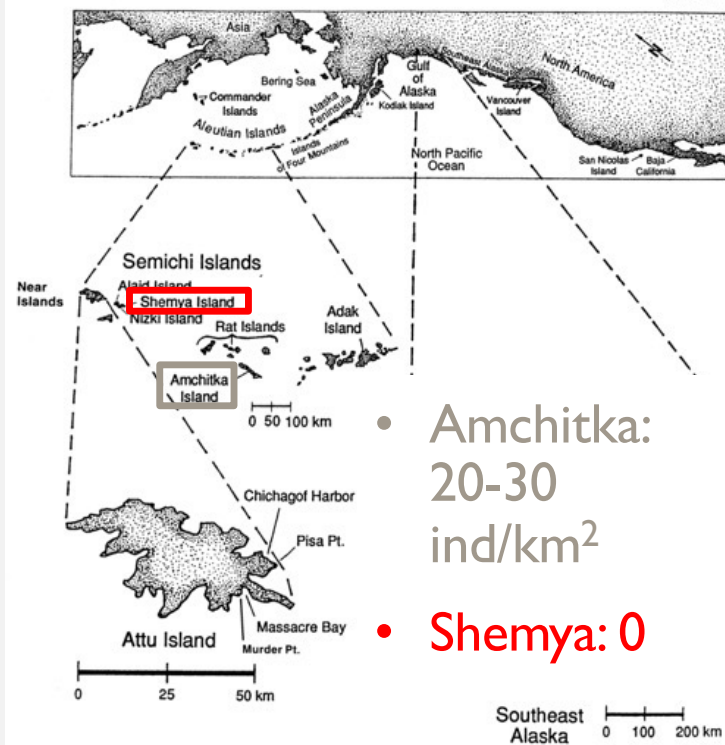 Asia
North America
Bering Sea
Gulf
of
Alaska
Southeast Alaska
Commander
Islands
Alaska
Peninsula
Kodiak Island
Vancouver
Island
Aleutian Islands
Islands
of Four Mountains
North Pacific
Ocean
San Nicolas
Island
Baja
California
N
Semichi Islands
Near
Islands
Alaid Island
Shemya Island
Nizki Island
Rat Islands
Adak
Island
Amchitka
Island
0 50 100 km
• Amchitka:
20-30
ind/km²
• Shemya: 0
Chichagof Harbor
Pisa Pt.
Massacre Bay
Murder Pt.
Attu Island
0 25 50 km
Southeast
Alaska
0 100 200 km